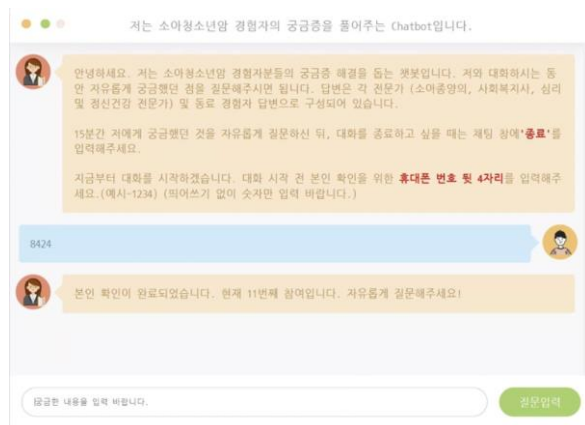 저는 소아청소년암 경험자의 궁금증을 풀어주는 Chatbot입니다.
안녕하세요. 저는 소아청소년암 경험자분들의 궁금증 해결을 돕는 챗봇입니다. 저와 대화하시는 동
안 자유롭게 궁금했던 점을 질문해주시면 됩니다. 답변은 각 전문가 (소아종양의, 사회복지사, 심리
및 정신건강 전문가) 및 동료 경험자 답변으로 구성되어 있습니다.
15분간 저에게 궁금했던 것을 자유롭게 질문하신 뒤, 대화를 종료하고 싶을 때는 채팅 창에'종료'를
입력해주세요.
지금부터 대화를 시작하겠습니다. 대화 시작 전 본인 확인을 위한 휴대폰 번호 뒷 4자리를 입력해주
세요.(예시-1234) (띄어쓰기 없이 숫자만 입력 바랍니다.)
8424
본인 확인이 완료되었습니다. 현재 11번째 참여입니다. 자유롭게 질문해주세요!
궁금한 내용을 입력 바랍니다.
질문입력